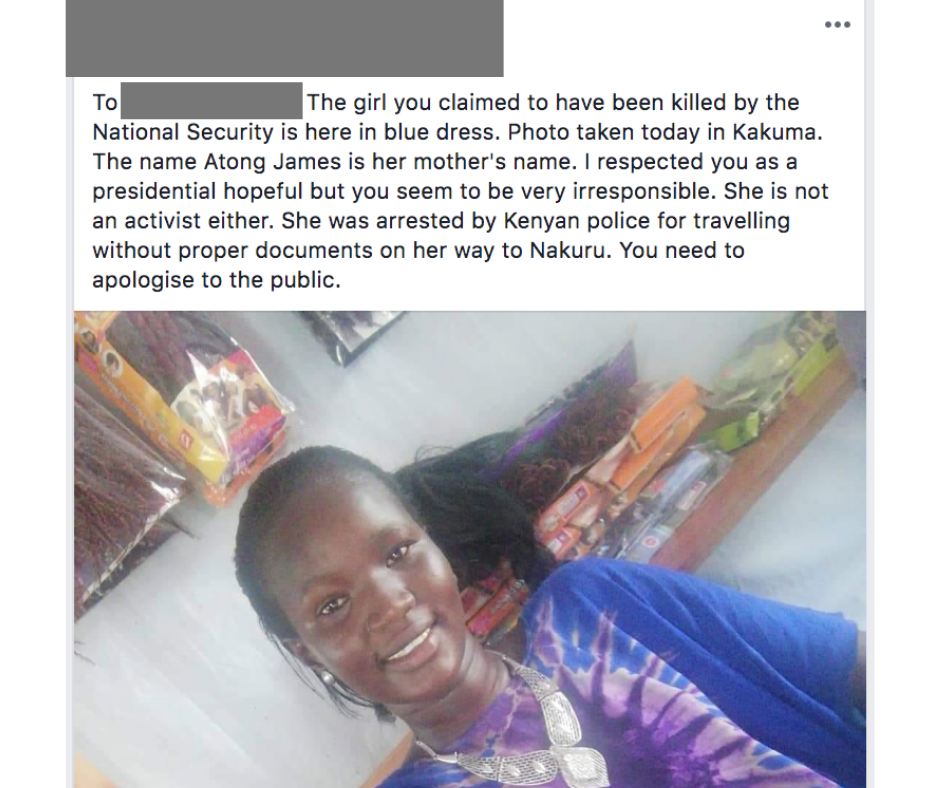 To The girl you claimed to have been killed by the
National Security is here in blue dress. Photo taken today in Kakuma.
The name Atong James is her mother's name. I respected you as a
presidential hopeful but you seem to be very irresponsible. She is not
an activist either. She was arrested by Kenyan police for travelling
without proper documents on her way to Nakuru. You need to
apologise to the public.